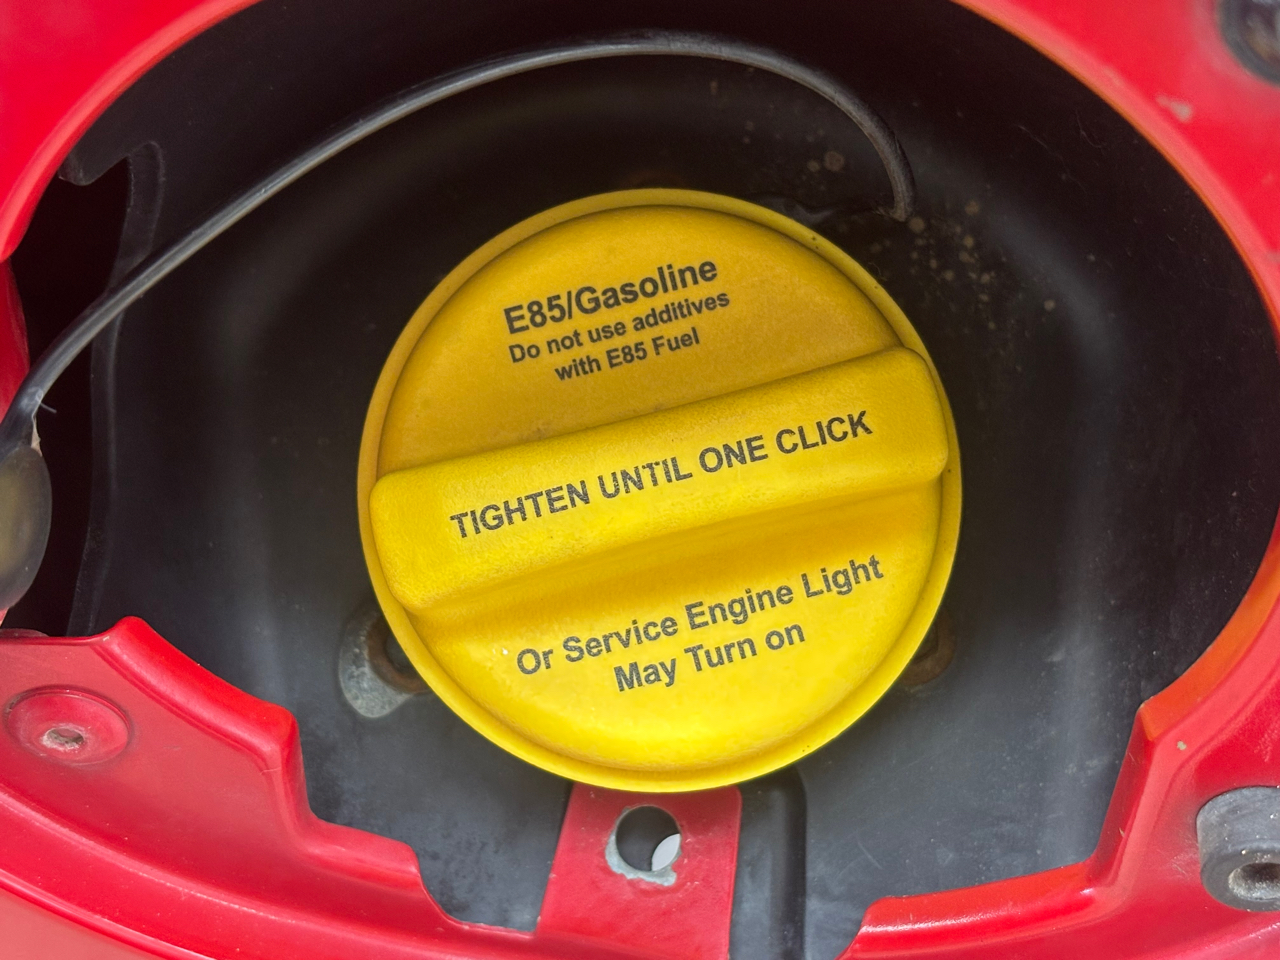 E85/Gasoline
Do not use additives
with E85 Fuel
TIGHTEN UNTIL ONE CLICK
Or Service Engine Light
May Turn on